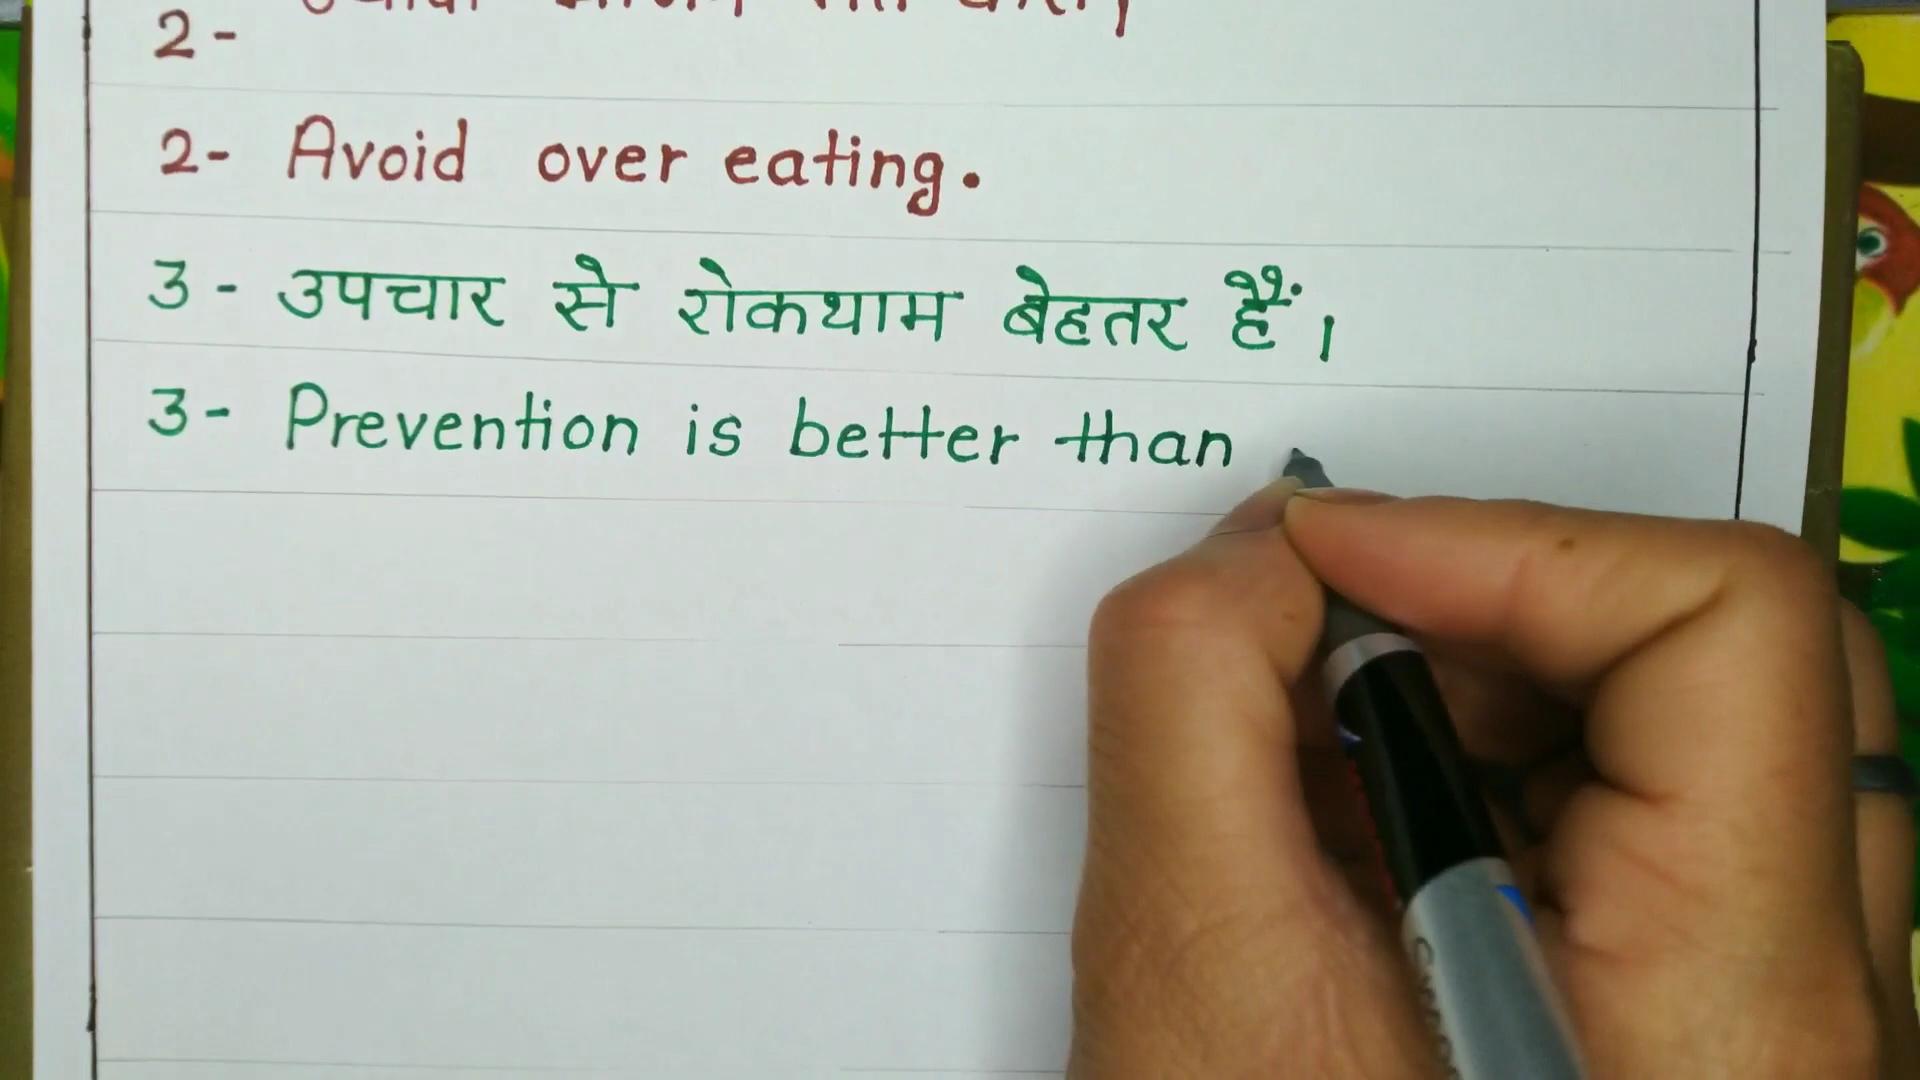 2-
2- Avoid over eating.
3- उपचार से रोकथाम बेहतर हैं।
3- Prevention is better than